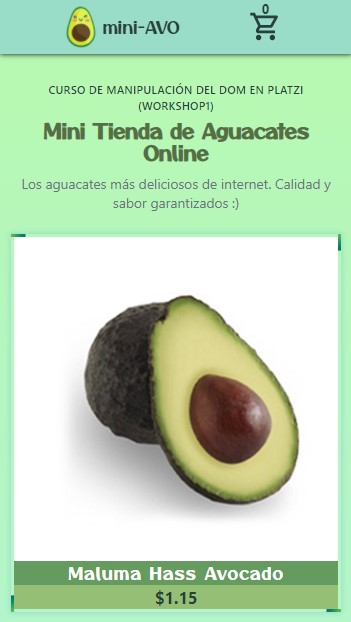 mini-AVO
0
CURSO DE MANIPULACIÓN DEL DOM EN PLATZI
(WORKSHOP1)
Mini Tienda de Aguacates
Online
Los aguacates más deliciosos de internet. Calidad y
sabor garantizados :)
Maluma Hass Avocado
$1.15